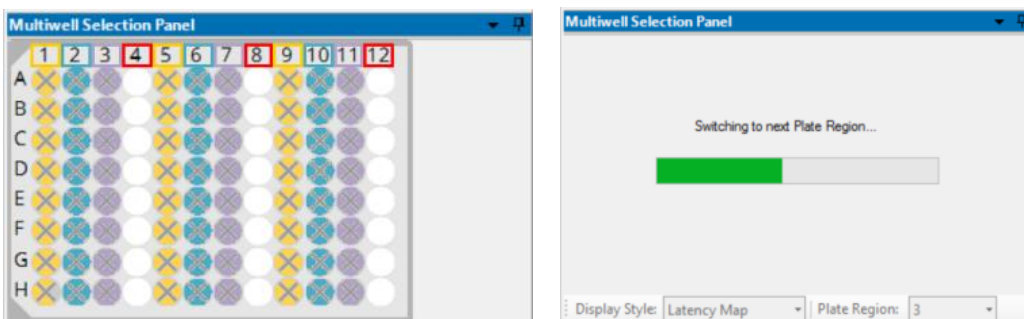 Multiwell Selection Panel
1 2 3 4 5 6 7 8 9 10 11 12
A
B
C
D
E
F
G
H
Multiwell Selection Panel
Switching to next Plate Region...
Display Style: Latency Map Plate Region: 3